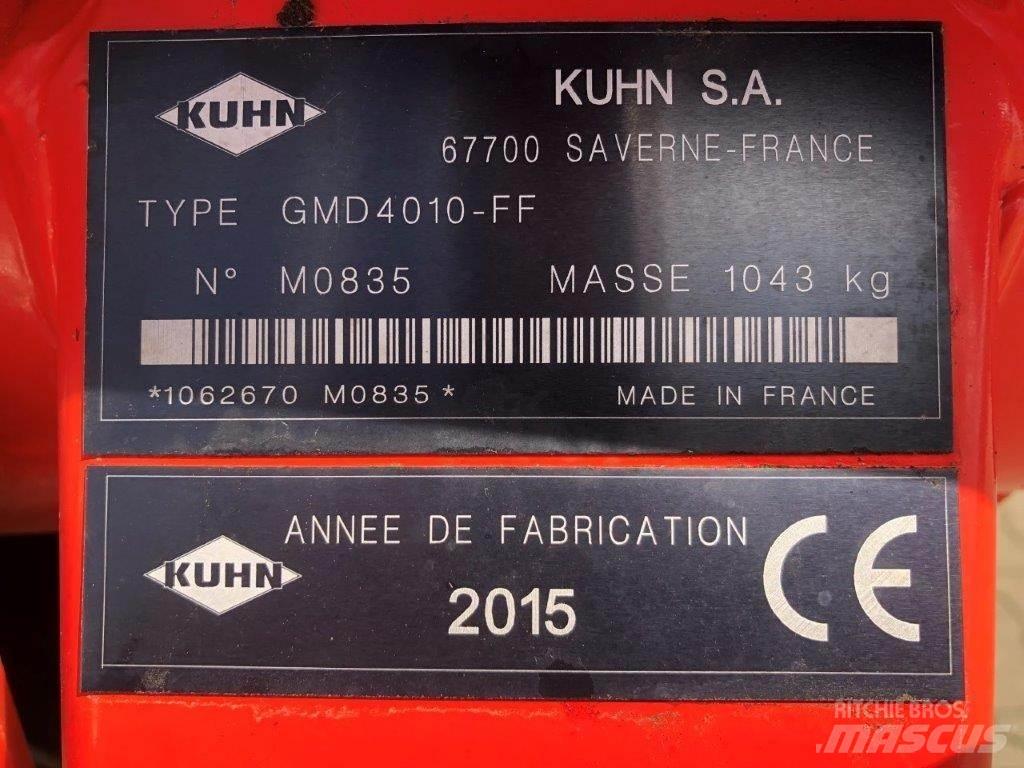 KUHN
KUHN S.A.
67700 SAVERNE-FRANCE
TYPE GMD4010-FF
N° M0835 MASSE 1043 kg
*1062670 M0835*
MADE IN FRANCE
KUHN
ANNEE DE FABRICATION
2015
CE
RITCHIE BROS.
MASCUS